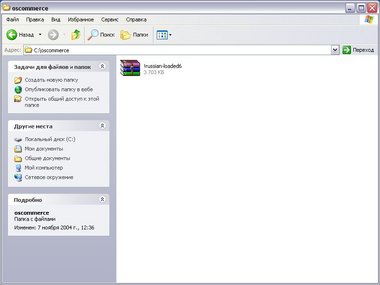 oscommerce
Файл Правка Вид Избранное Сервис Справка
Назад Поиск Папки
Адрес: C:\oscommerce Переход
Задачи для файлов и папок
Создать новую папку
Опубликовать папку в вебе
Открыть общий доступ к этой
папке
Другие места
Локальный диск (C:)
Мои документы
Общие документы
Мой компьютер
Сетевое окружение
Подробно
oscommerce
Папка с файлами
Изменен: 7 ноября 2004 г., 12:36
!russian-loaded6
3 703 КБ